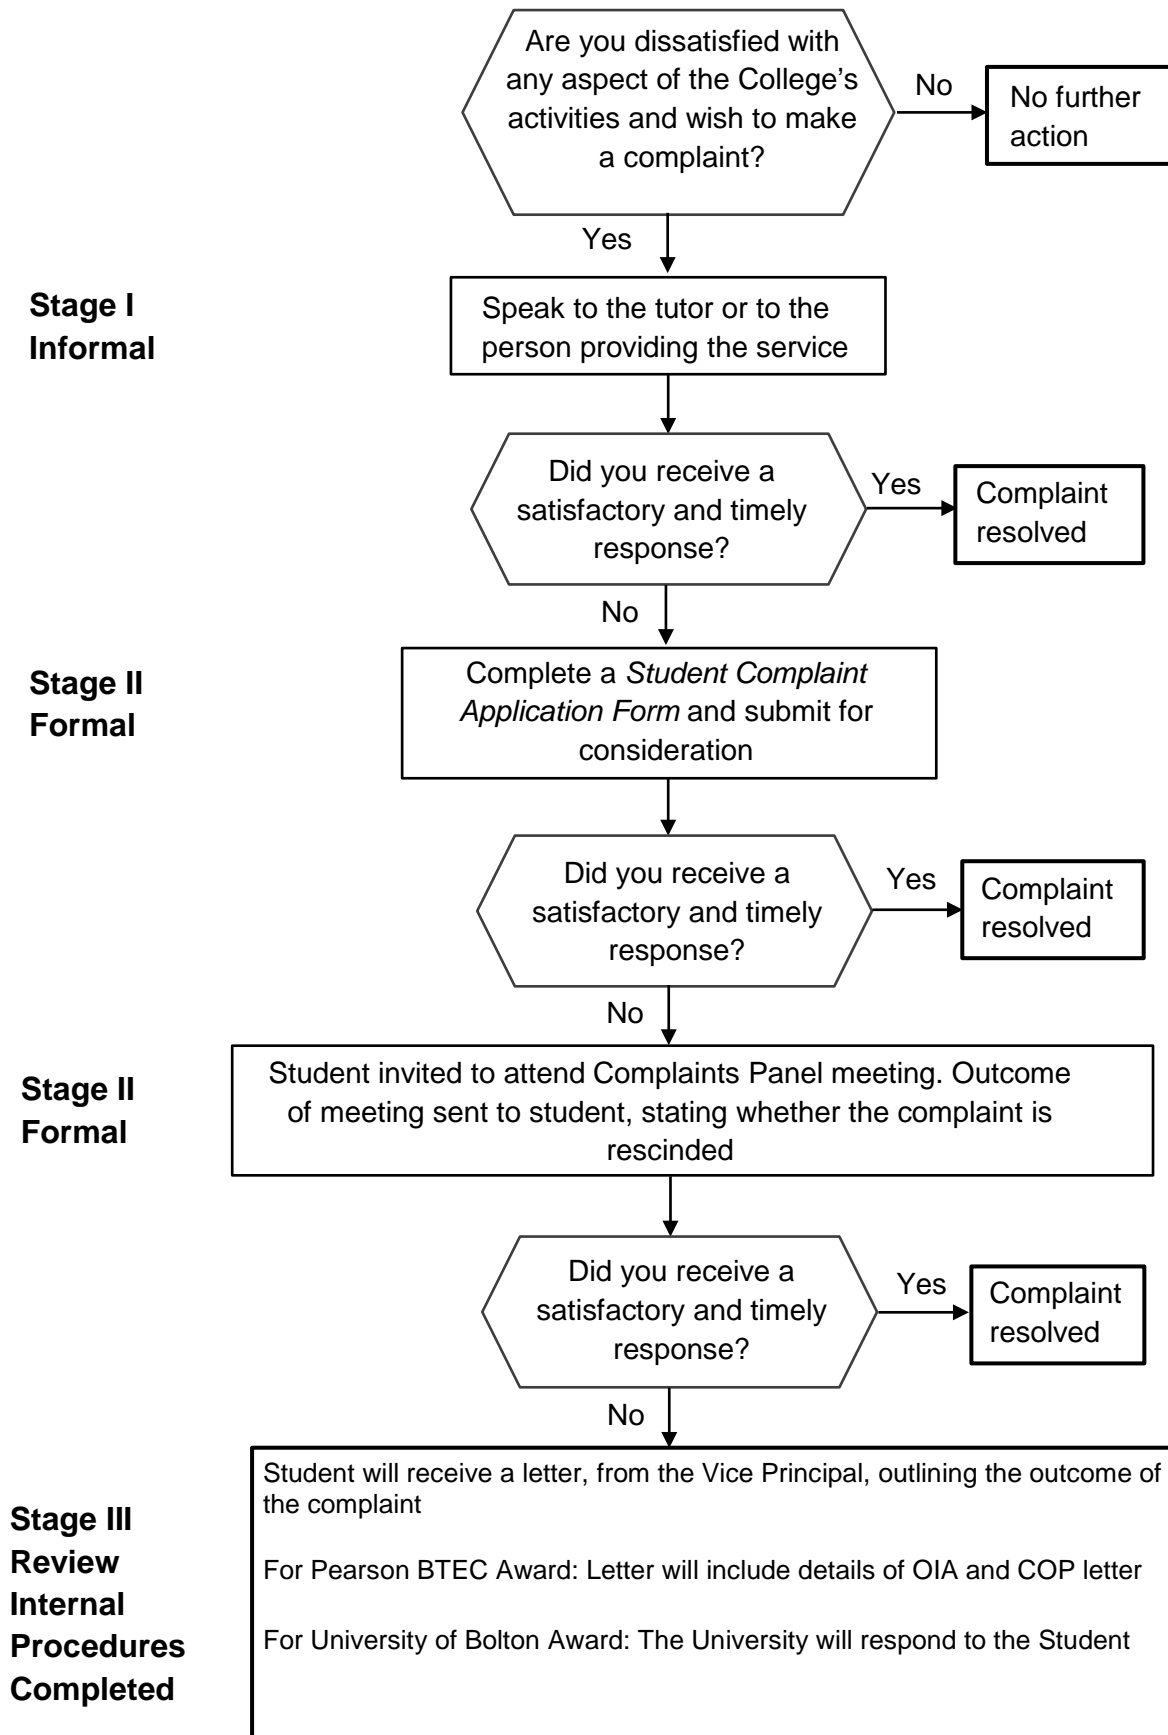 Are you dissatisfied with
any aspect of the College’s
activities and wish to make
a complaint?
No
No further
action
Yes
Stage I
Informal
Speak to the tutor or to the
person providing the service
Did you receive a
satisfactory and timely
response?
Yes
Complaint
resolved
No
Stage II
Formal
Complete a Student Complaint
Application Form and submit for
consideration
Did you receive a
satisfactory and timely
response?
Yes
Complaint
resolved
No
Stage II
Formal
Student invited to attend Complaints Panel meeting. Outcome
of meeting sent to student, stating whether the complaint is
rescinded
Did you receive a
satisfactory and timely
response?
Yes
Complaint
resolved
No
Stage III
Review
Internal
Procedures
Completed
Student will receive a letter, from the Vice Principal, outlining the outcome of
the complaint
For Pearson BTEC Award: Letter will include details of OIA and COP letter
For University of Bolton Award: The University will respond to the Student